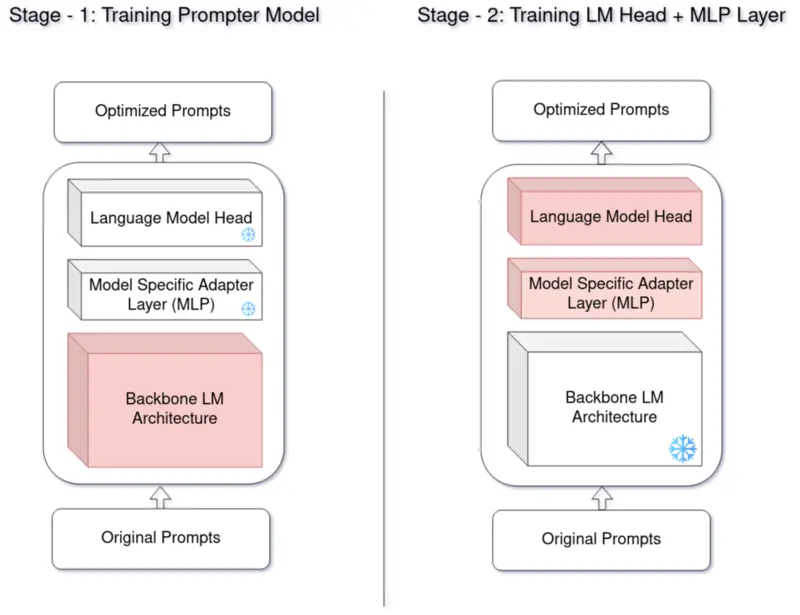 Stage - 1: Training Prompter Model
Optimized Prompts
Language Model Head
Model Specific Adapter
Layer (MLP)
Backbone LM
Architecture
Original Prompts
Stage - 2: Training LM Head + MLP Layer
Optimized Prompts
Language Model Head
Model Specific Adapter
Layer (MLP)
Backbone LM
Architecture
Original Prompts